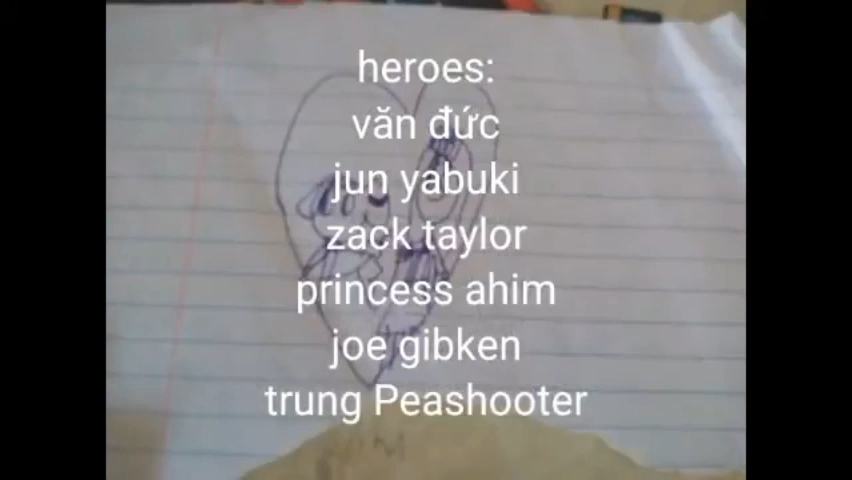 heroes:
văn đức
jun yabuki
zack taylor
princess ahim
joe gibken
trung Peashooter